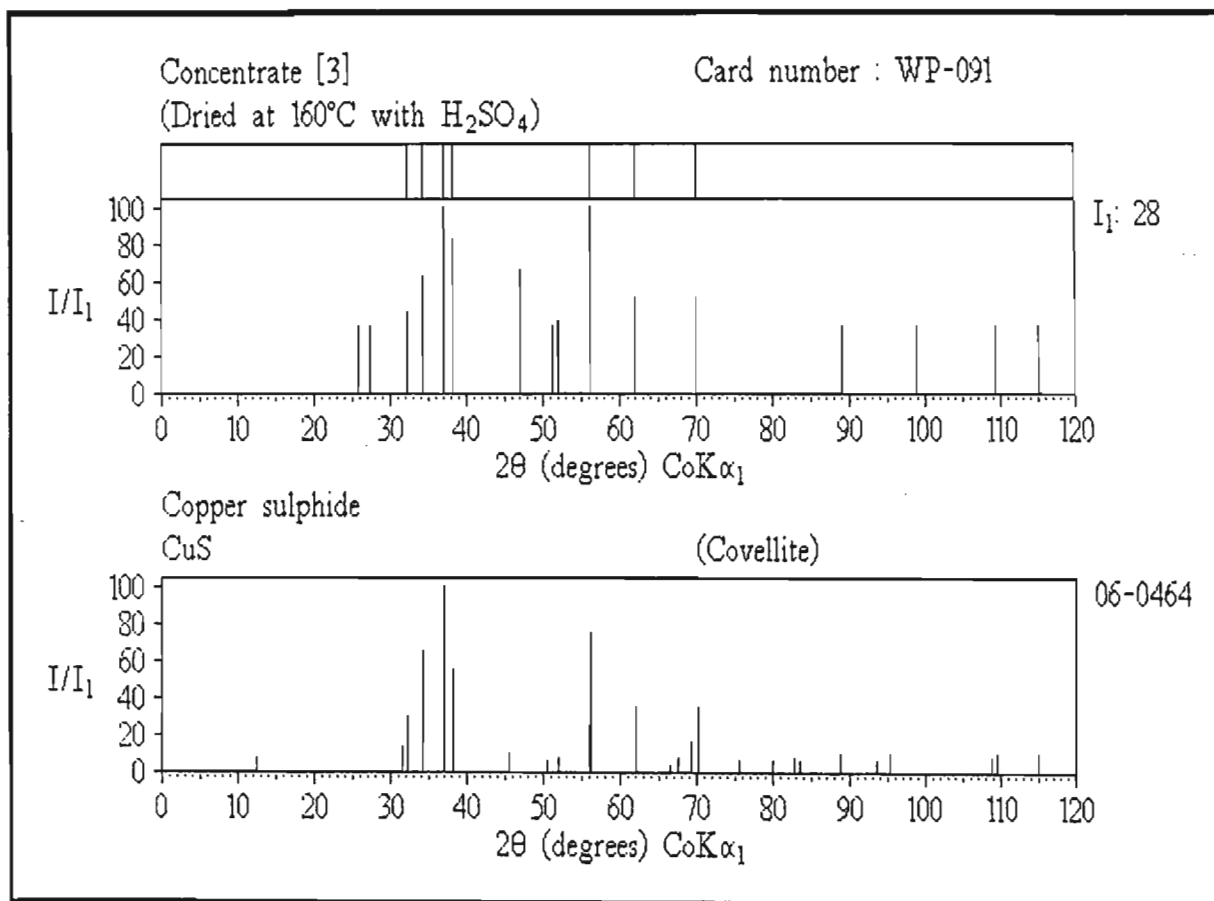 Concentrate [3] Card number : WP-091
(Dried at 160°C with H₂SO₄)
I₁: 28
100
80
60
40
20
0
I/I₁
0 10 20 30 40 50 60 70 80 90 100 110 120
2θ (degrees) CoKα₁
Copper sulphide
CuS (Covellite)
06-0464
100
80
60
40
20
0
I/I₁
0 10 20 30 40 50 60 70 80 90 100 110 120
2θ (degrees) CoKα₁